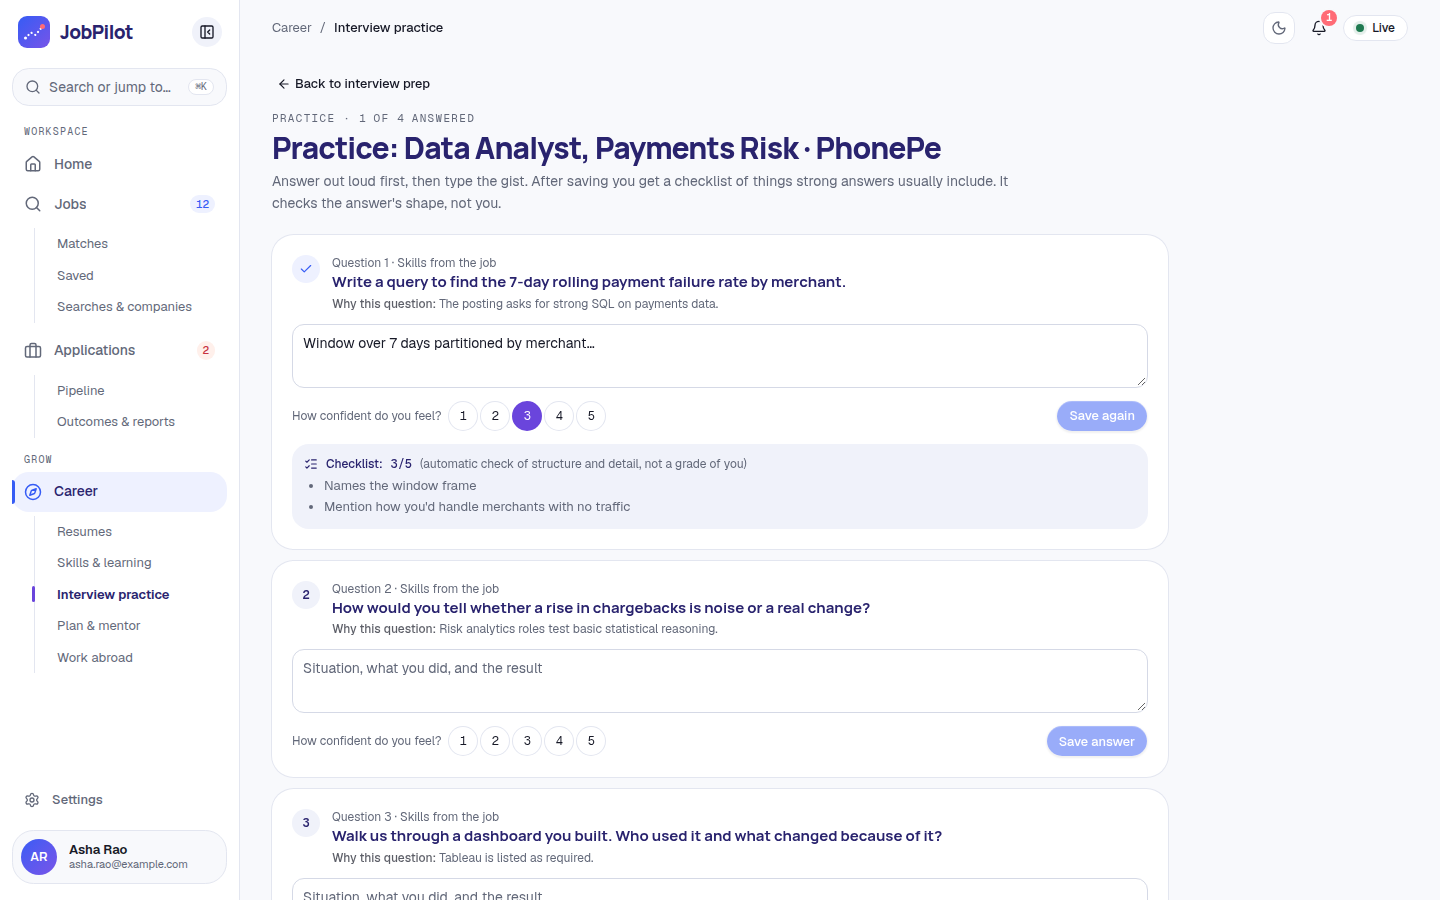 JobPilot
Search or jump to...
⌘K
WORKSPACE
Home
Jobs
12
Matches
Saved
Searches & companies
Applications
2
Pipeline
Outcomes & reports
GROW
Career
Resumes
Skills & learning
Interview practice
Plan & mentor
Work abroad
Settings
AR
Asha Rao
asha.rao@example.com
Career / Interview practice
1
Live
Back to interview prep
PRACTICE · 1 OF 4 ANSWERED
Practice: Data Analyst, Payments Risk · PhonePe
Answer out loud first, then type the gist. After saving you get a checklist of things strong answers usually include. It
checks the answer's shape, not you.
Question 1 · Skills from the job
Write a query to find the 7-day rolling payment failure rate by merchant.
Why this question: The posting asks for strong SQL on payments data.
Window over 7 days partitioned by merchant…
How confident do you feel? 1 2 3 4 5
Save again
Checklist: 3/5 (automatic check of structure and detail, not a grade of you)
• Names the window frame
• Mention how you'd handle merchants with no traffic
2
Question 2 · Skills from the job
How would you tell whether a rise in chargebacks is noise or a real change?
Why this question: Risk analytics roles test basic statistical reasoning.
Situation, what you did, and the result
How confident do you feel? 1 2 3 4 5
Save answer
3
Question 3 · Skills from the job
Walk us through a dashboard you built. Who used it and what changed because of it?
Why this question: Tableau is listed as required.
Situation, what you did, and the result